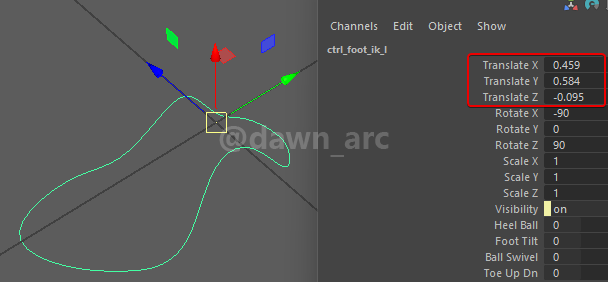 Channels Edit Object Show
ctrl_foot_ik_l
Translate X 0.459
Translate Y 0.584
Translate Z -0.095
Rotate X -90
Rotate Y 0
Rotate Z 90
Scale X 1
Scale Y 1
Scale Z 1
Visibility on
Heel Ball 0
Foot Tilt 0
Ball Swivel 0
Toe Up Dn 0
@dawn_arc